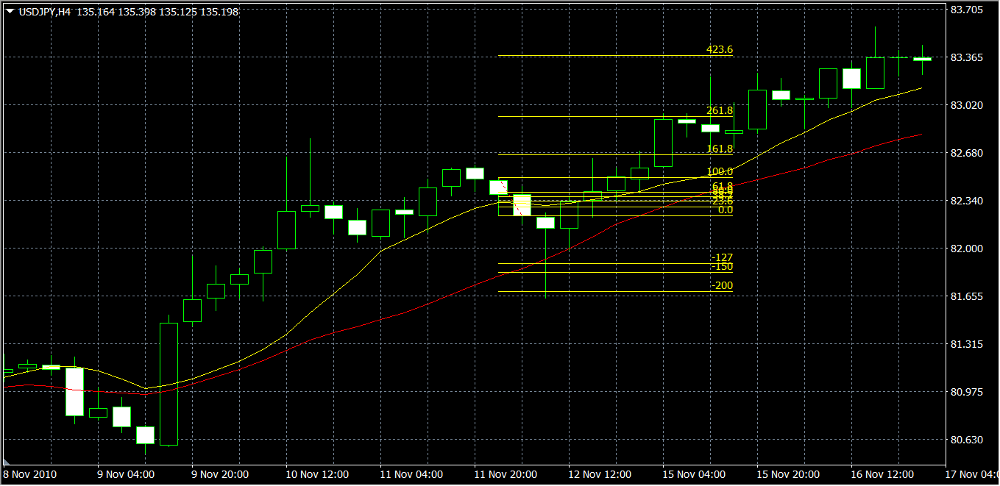 USDJPY,H4 135.164 135.398 135.125 135.198
83.705
83.365
83.020
82.680
82.340
82.000
81.655
81.315
80.975
80.630
423.6
261.8
161.8
100.0
61.8
23.6
0.0
-127
-150
-200
8 Nov 2010
9 Nov 04:00
9 Nov 20:00
10 Nov 12:00
11 Nov 04:00
11 Nov 20:00
12 Nov 12:00
15 Nov 04:00
15 Nov 20:00
16 Nov 12:00
17 Nov 04:0